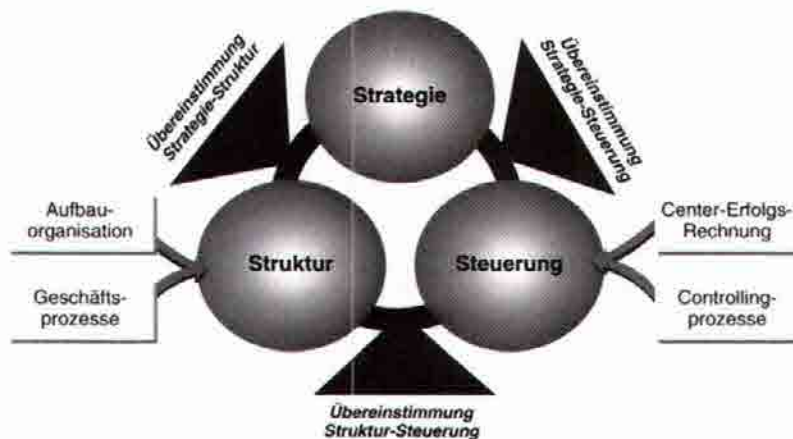 Übereinstimmung
Strategie-Struktur
Strategie
Übereinstimmung
Strategie-Steuerung
Aufbau-
organisation
Geschäfts-
prozesse
Struktur
Steuerung
Center-Erfolgs-
Rechnung
Controlling-
prozesse
Übereinstimmung
Struktur-Steuerung